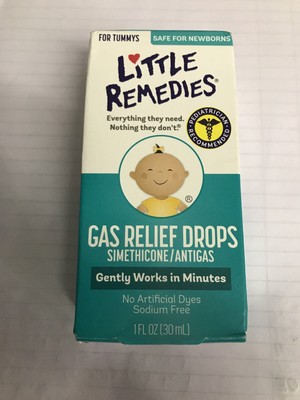 FOR TUMMYS
SAFE FOR NEWBORNS
LiTTLE
REMEDIES®
Everything they need.
Nothing they don't.®
PEDIATRICIAN
RECOMMENDED
®
GAS RELIEF DROPS
SIMETHICONE/ANTIGAS
Gently Works in Minutes
No Artificial Dyes
Sodium Free
1 FL OZ (30 mL)